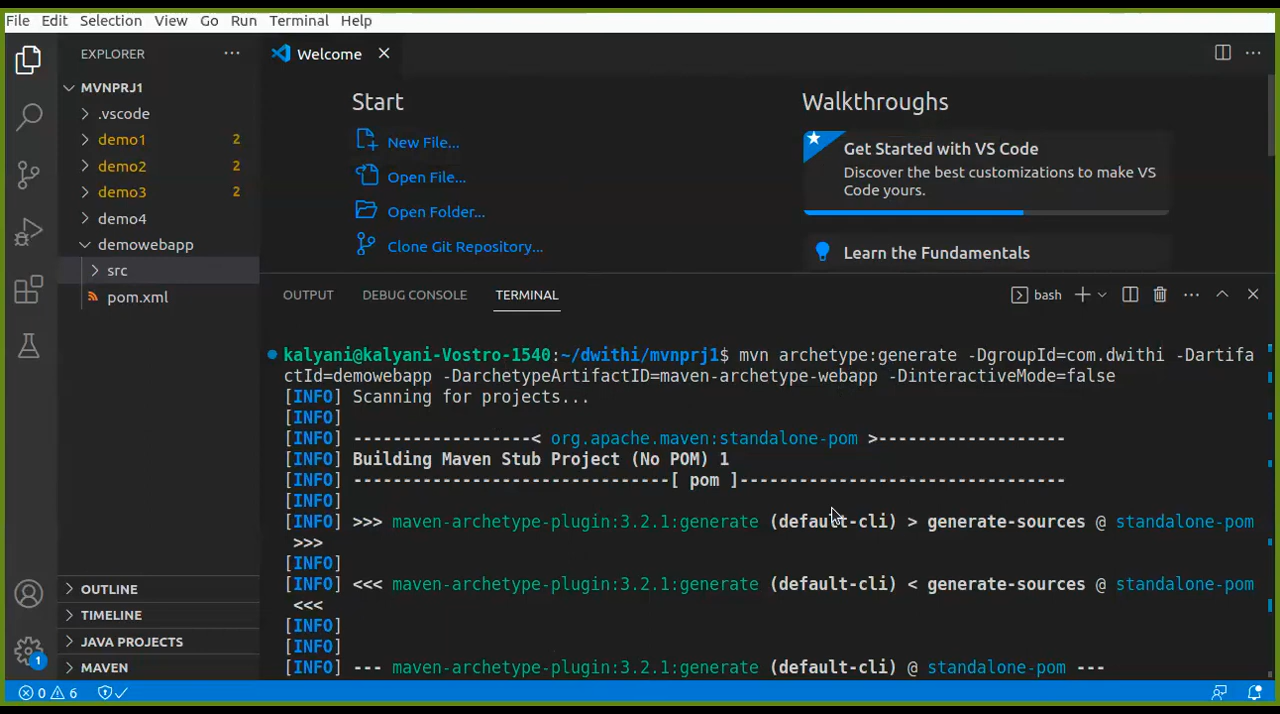 File Edit Selection View Go Run Terminal Help
EXPLORER ···
Welcome
MVNPRJ1
.vscode
demo1 2
demo2 2
demo3 2
demo4
demowebapp
src
pom.xml
OUTLINE
TIMELINE
JAVA PROJECTS
MAVEN
Start
New File...
Open File...
Open Folder...
Clone Git Repository...
Walkthroughs
Get Started with VS Code
Discover the best customizations to make VS
Code yours.
Learn the Fundamentals
OUTPUT DEBUG CONSOLE TERMINAL
bash
kalyani@kalyani-Vostro-1540:~/dwithi/mvnprj1$ mvn archetype:generate -DgroupId=com.dwithi -Dartifa
ctId=demowebapp -DarchetypeArtifactID=maven-archetype-webapp -DinteractiveMode=false
[INFO] Scanning for projects...
[INFO]
[INFO] ------------------< org.apache.maven:standalone-pom >-------------------
[INFO] Building Maven Stub Project (No POM) 1
[INFO] --------------------------------[ pom ]---------------------------------
[INFO]
[INFO] >>> maven-archetype-plugin:3.2.1:generate (default-cli) > generate-sources @ standalone-pom
>>>
[INFO]
[INFO] <<< maven-archetype-plugin:3.2.1:generate (default-cli) < generate-sources @ standalone-pom
<<<
[INFO]
[INFO]
[INFO] --- maven-archetype-plugin:3.2.1:generate (default-cli) @ standalone-pom ---
1
0 6